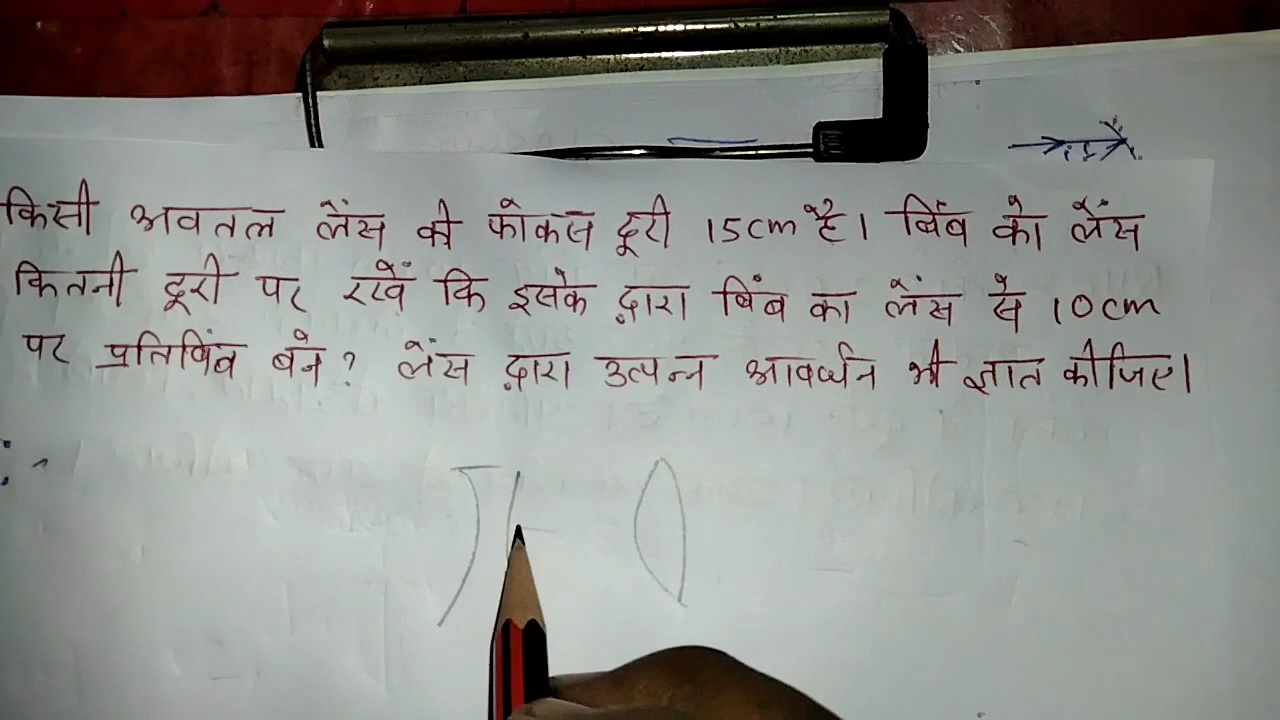 किसी अवतल लेंस की फोकस दूरी 15cm है। बिंब को लेंस
कितनी दूरी पर रखें कि इसके द्वारा बिंब का लेंस से 10cm
पर प्रतिबिंब बने? लेंस द्वारा उत्पन्न आवर्धन भी ज्ञात कीजिए।